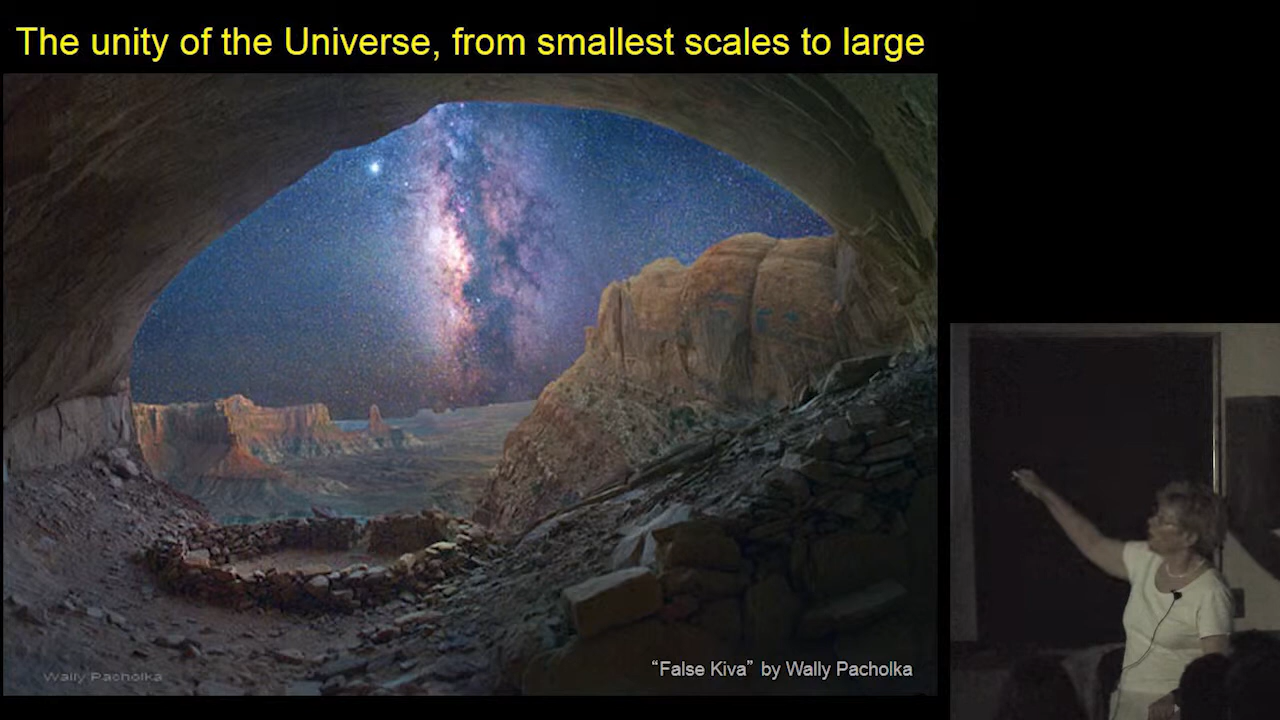 The unity of the Universe, from smallest scales to large
“False Kiva” by Wally Pacholka
Wally Pacholka